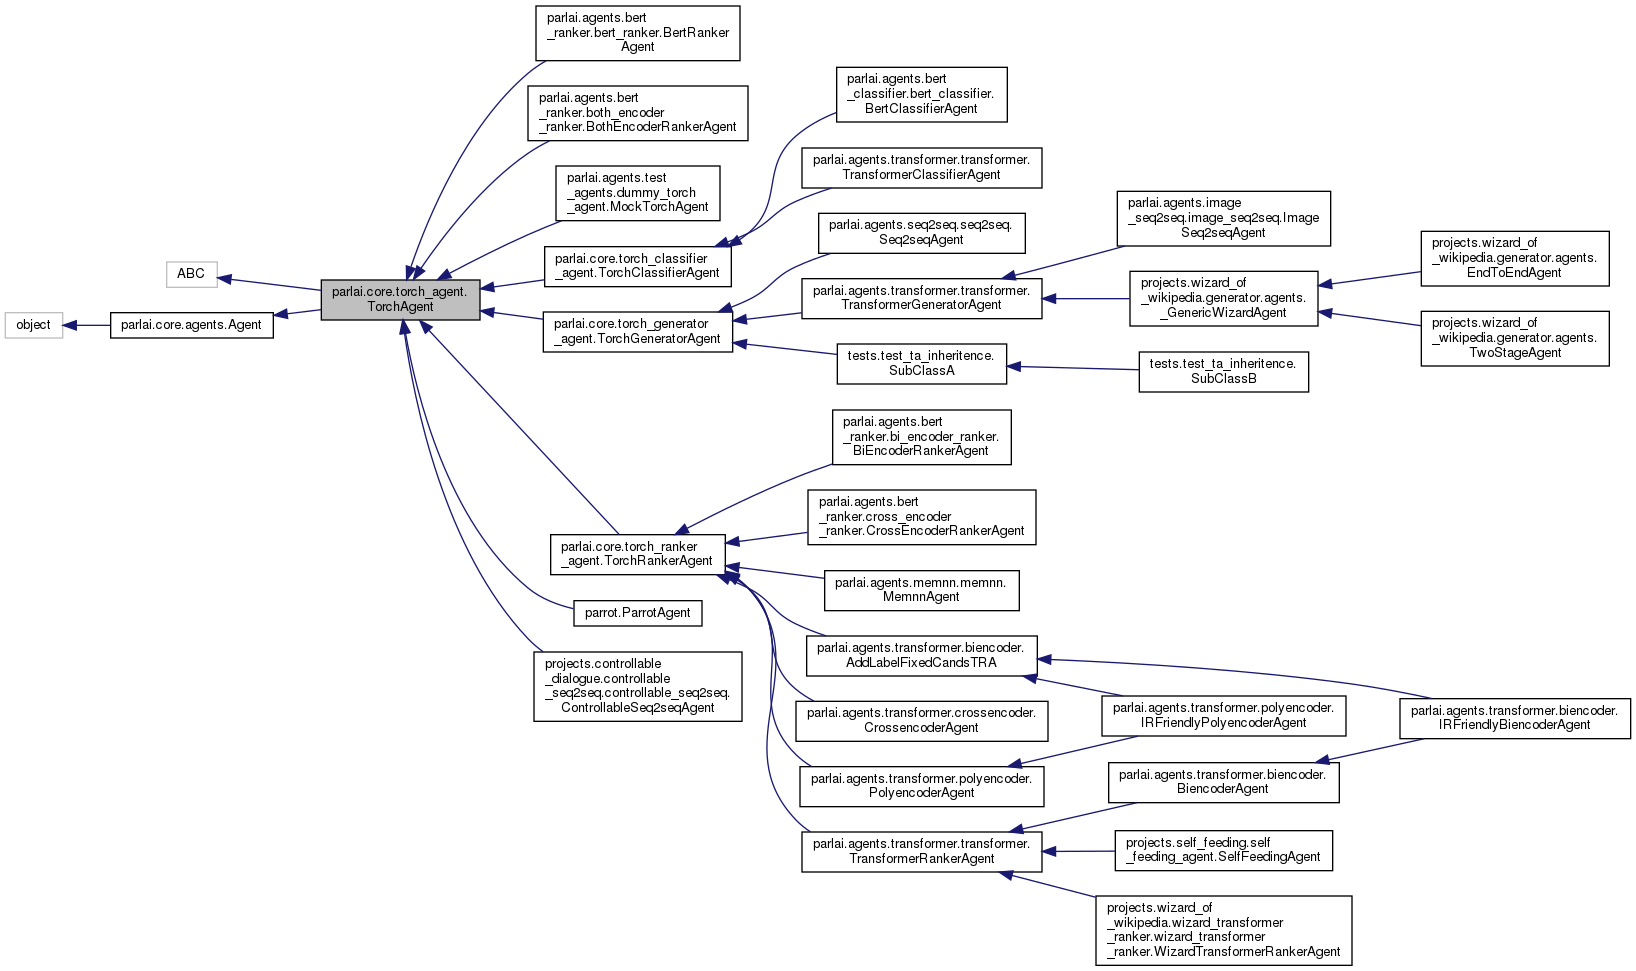 parlai.agents.bert
_ranker.bert_ranker.BertRanker
Agent
parlai.agents.bert
_ranker.both_encoder
_ranker.BothEncoderRankerAgent
parlai.agents.test
_agents.dummy_torch
_agent.MockTorchAgent
parlai.core.torch_classifier
_agent.TorchClassifierAgent
parlai.core.torch_generator
_agent.TorchGeneratorAgent
ABC
object
parlai.core.agents.Agent
parlai.core.torch_agent.
TorchAgent
parlai.core.torch_ranker
_agent.TorchRankerAgent
parrot.ParrotAgent
projects.controllable
_dialogue.controllable
_seq2seq.controllable_seq2seq.
ControllableSeq2seqAgent
parlai.agents.bert
_classifier.bert_classifier.
BertClassifierAgent
parlai.agents.transformer.transformer.
TransformerClassifierAgent
parlai.agents.seq2seq.seq2seq.
Seq2seqAgent
parlai.agents.transformer.transformer.
TransformerGeneratorAgent
tests.test_ta_inheritence.
SubClassA
parlai.agents.bert
_ranker.bi_encoder_ranker.
BiEncoderRankerAgent
parlai.agents.bert
_ranker.cross_encoder
_ranker.CrossEncoderRankerAgent
parlai.agents.memnn.memnn.
MemnnAgent
parlai.agents.transformer.biencoder.
AddLabelFixedCandsTRA
parlai.agents.transformer.crossencoder.
CrossencoderAgent
parlai.agents.transformer.polyencoder.
PolyencoderAgent
parlai.agents.transformer.transformer.
TransformerRankerAgent
parlai.agents.image
_seq2seq.image_seq2seq.Image
Seq2seqAgent
projects.wizard_of
_wikipedia.generator.agents.
_GenericWizardAgent
tests.test_ta_inheritence.
SubClassB
parlai.agents.transformer.polyencoder.
IRFriendlyPolyencoderAgent
parlai.agents.transformer.biencoder.
BiencoderAgent
projects.self_feeding.self
_feeding_agent.SelfFeedingAgent
projects.wizard_of
_wikipedia.wizard_transformer
_ranker.wizard_transformer
_ranker.WizardTransformerRankerAgent
projects.wizard_of
_wikipedia.generator.agents.
EndToEndAgent
projects.wizard_of
_wikipedia.generator.agents.
TwoStageAgent
parlai.agents.transformer.biencoder.
IRFriendlyBiencoderAgent